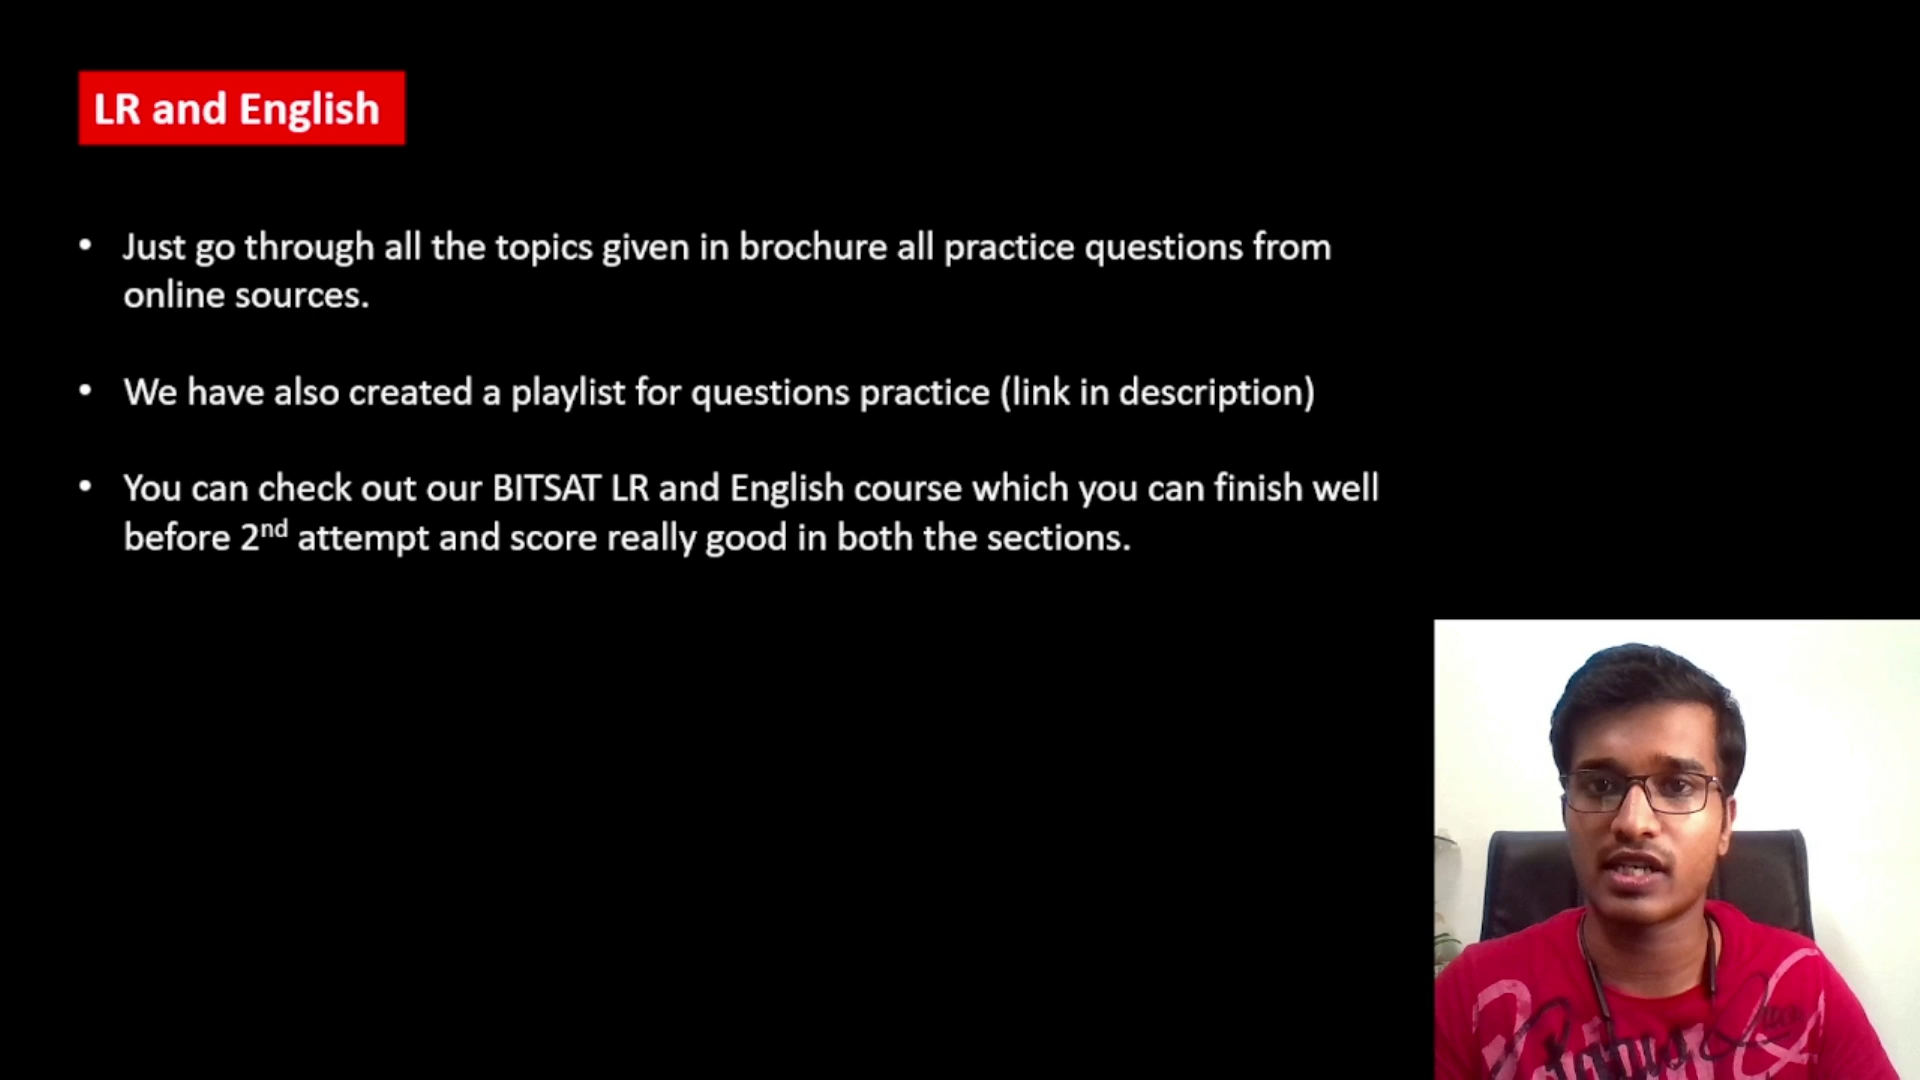 LR and English
• Just go through all the topics given in brochure all practice questions from
online sources.
• We have also created a playlist for questions practice (link in description)
• You can check out our BITSAT LR and English course which you can finish well
before 2nd attempt and score really good in both the sections.